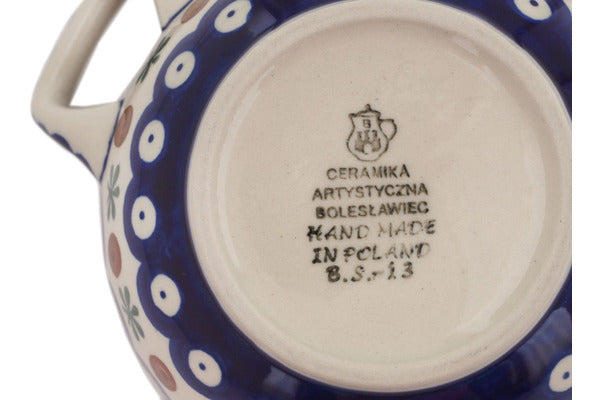 B
CERAMIKA
ARTYSTYCZNA
BOLESŁAWIEC
HAND MADE
IN POLAND
B.S.-13